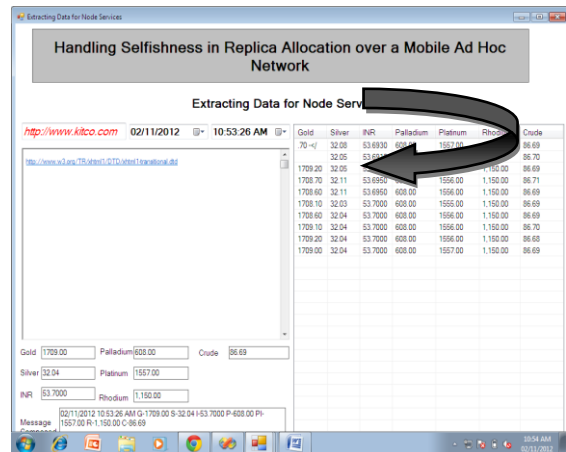 Extracting Data for Node Services
Handling Selfishness in Replica Allocation over a Mobile Ad Hoc
Network
Extracting Data for Node Serv
http://www.kitco.com 02/11/2012 10:53:26 AM
http://www.w3.org/TR/xhtml1/DTD/xhtml1-transitional.dtd
Gold Silver INR Palladium Platinum Rhodium Crude
.70 -</ 32.08 53.6930 608.00 1557.00 86.69
32.05 86.70
1709.20 32.05 1,150.00 86.69
1708.70 32.11 53.6950 1556.00 1,150.00 86.71
1708.60 32.11 53.6950 608.00 1556.00 1,150.00 86.69
1708.10 32.03 53.7000 608.00 1556.00 1,150.00 86.69
1708.60 32.04 53.7000 608.00 1556.00 1,150.00 86.69
1709.10 32.04 53.7000 608.00 1556.00 1,150.00 86.70
1709.20 32.04 53.7000 608.00 1556.00 1,150.00 86.68
1709.00 32.04 53.7000 608.00 1557.00 1,150.00 86.69
Gold 1709.00 Palladium 608.00 Crude 86.69
Silver 32.04 Platinum 1557.00
INR 53.7000 Rhodium 1,150.00
02/11/2012 10:53:26 AM G-1709.00 S-32.04 I-53.7000 P-608.00 Pl-
Message 1557.00 R-1,150.00 C-86.69
Composed
10:54 AM
02/11/2012